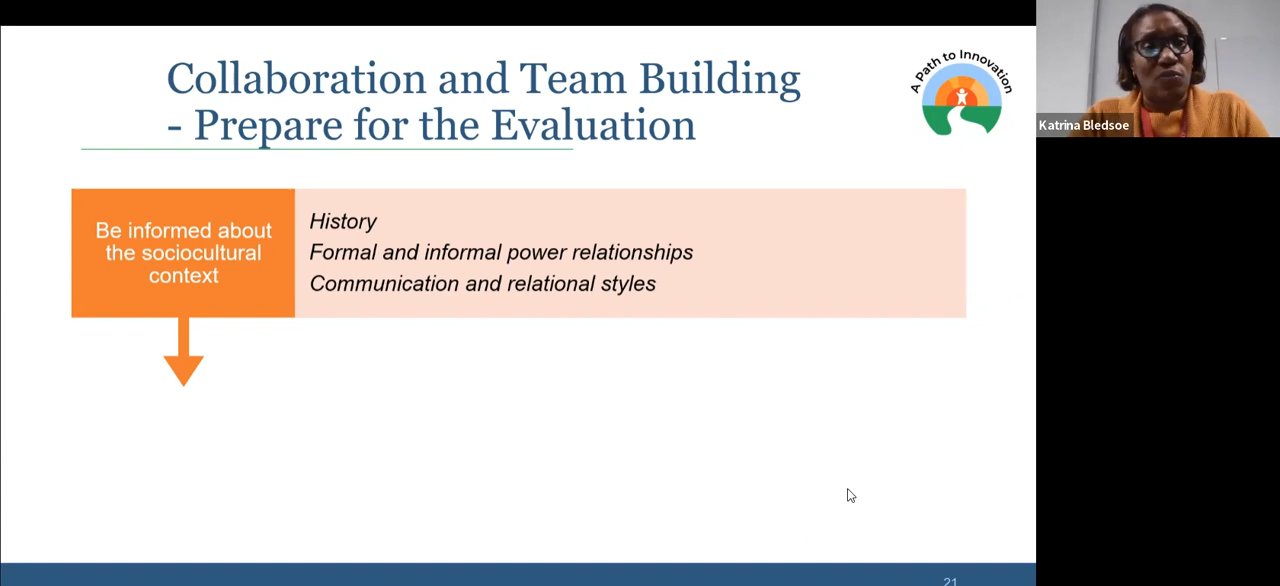 Collaboration and Team Building
- Prepare for the Evaluation
A Path to Innovation
Katrina Bledsoe
Be informed about
the sociocultural
context
History
Formal and informal power relationships
Communication and relational styles
21